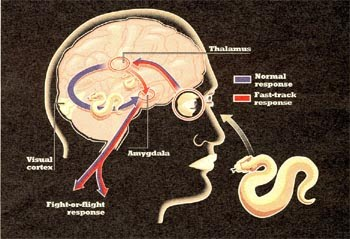 Thalamus
Normal
response
Fast-track
response
Visual
cortex
Amygdala
Fight-or-flight
response